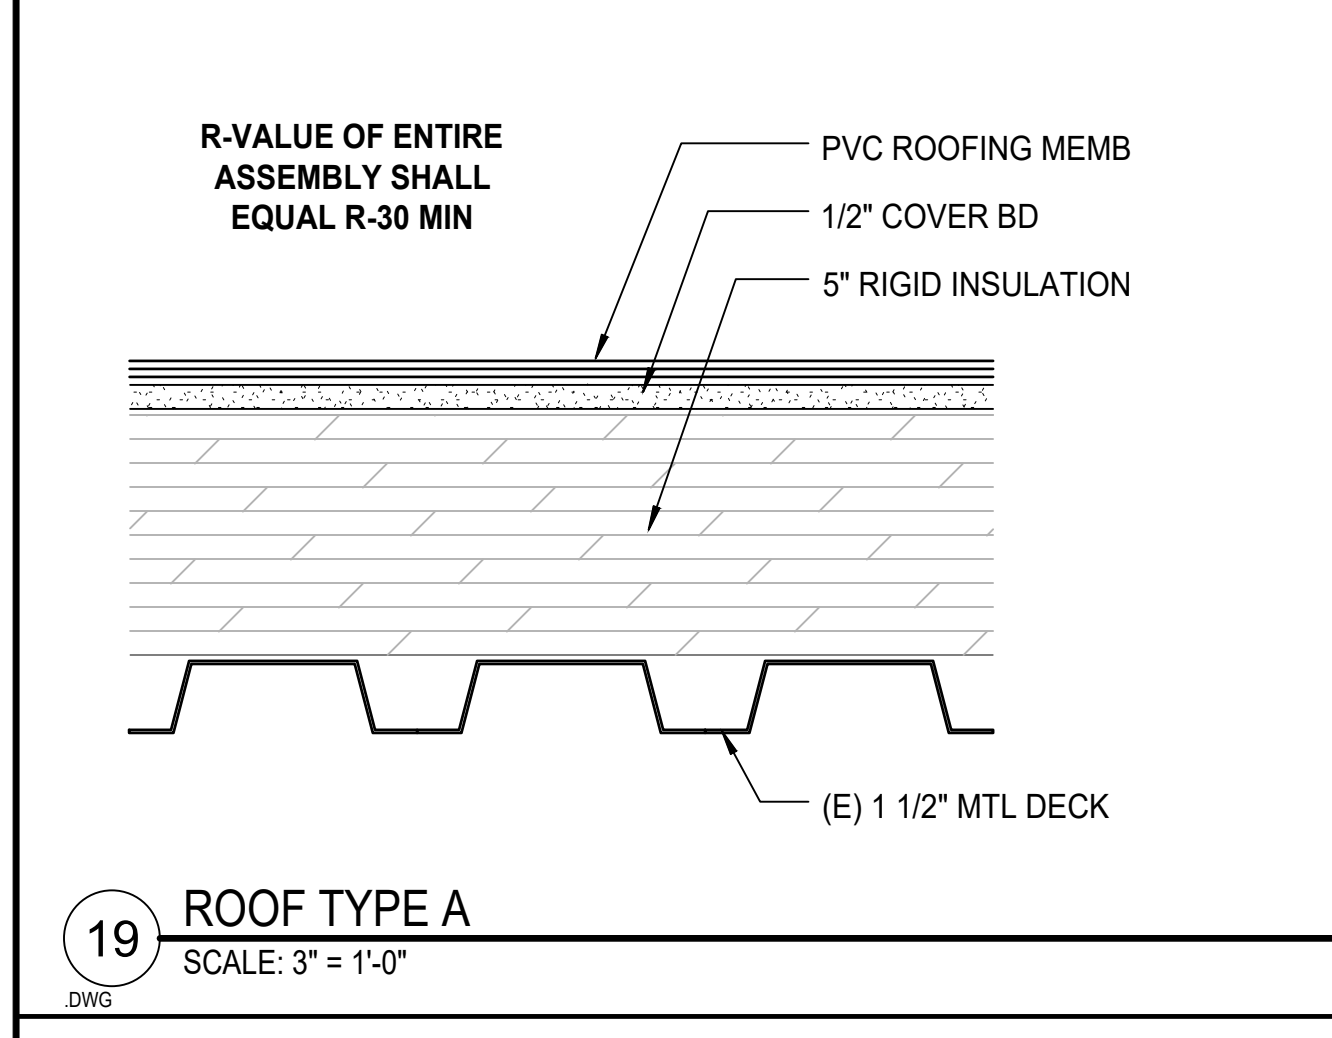 R-VALUE OF ENTIRE
ASSEMBLY SHALL
EQUAL R-30 MIN
PVC ROOFING MEMB
1/2" COVER BD
5" RIGID INSULATION
(E) 1 1/2" MTL DECK
19
ROOF TYPE A
SCALE: 3" = 1'-0"
.DWG